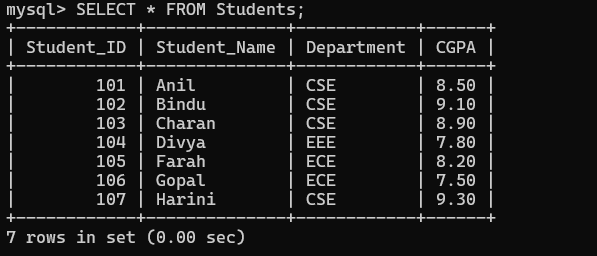 mysql> SELECT * FROM Students;
+------------+--------------+------------+------+
| Student_ID | Student_Name | Department | CGPA |
+------------+--------------+------------+------+
|        101 | Anil         | CSE        | 8.50 |
|        102 | Bindu        | CSE        | 9.10 |
|        103 | Charan       | CSE        | 8.90 |
|        104 | Divya        | EEE        | 7.80 |
|        105 | Farah        | ECE        | 8.20 |
|        106 | Gopal        | ECE        | 7.50 |
|        107 | Harini       | CSE        | 9.30 |
+------------+--------------+------------+------+
7 rows in set (0.00 sec)